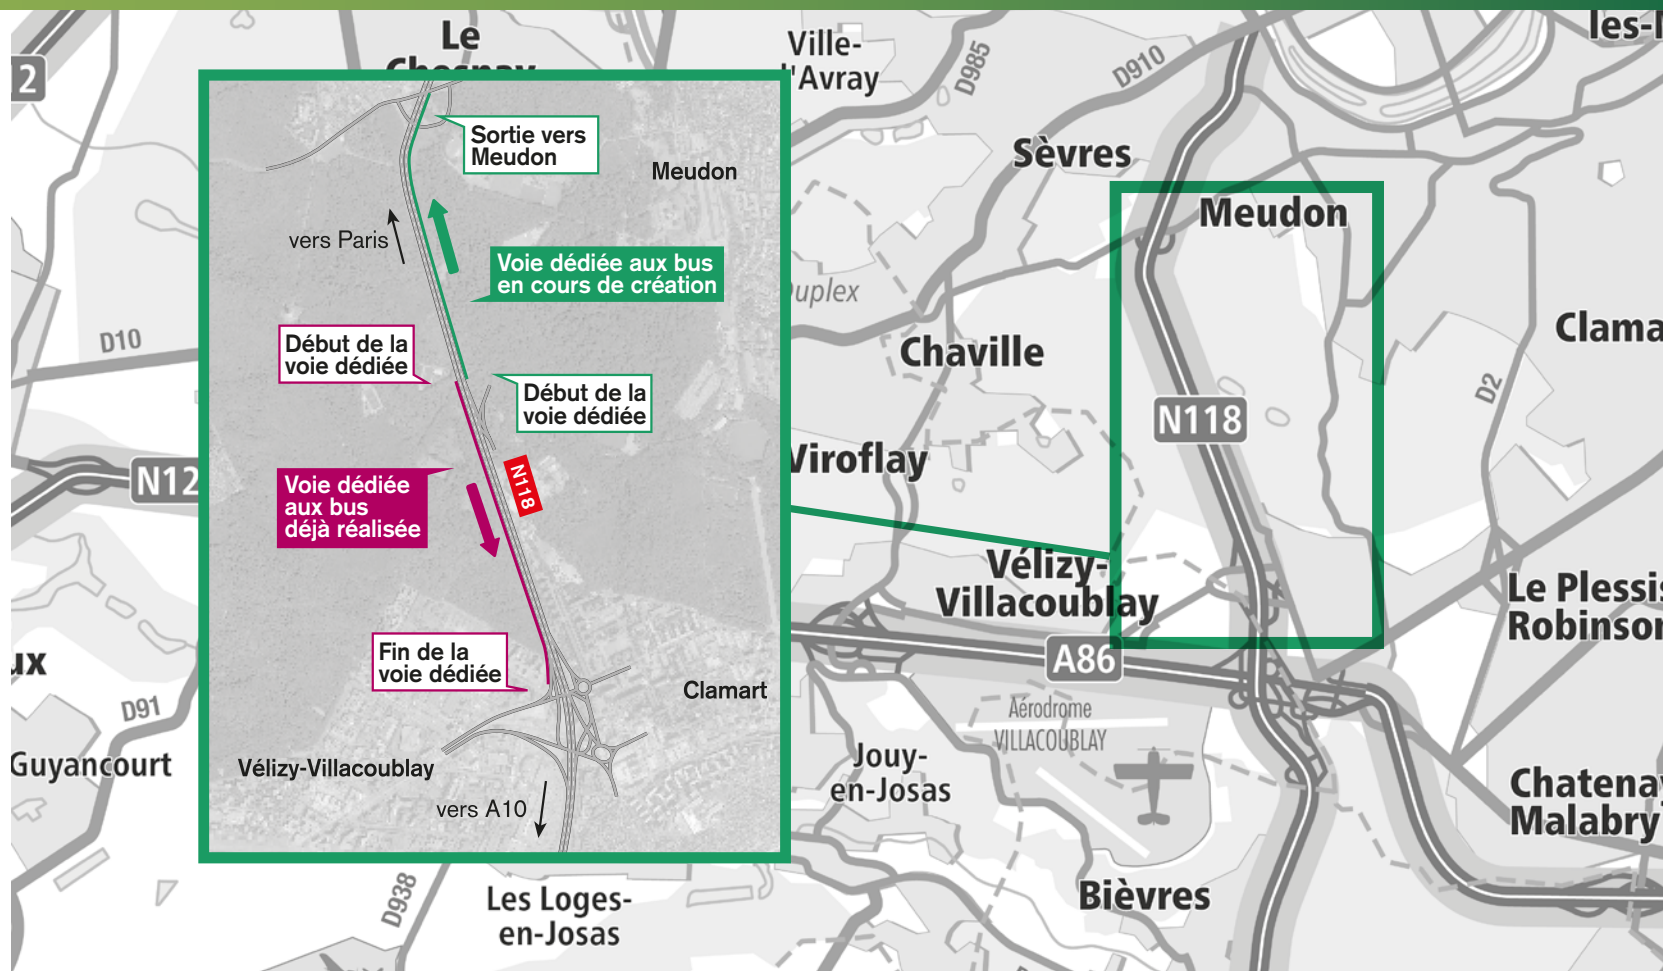 Le
Chesnay
Ville-
d'Avray
D985
D910
les-M
12
Sèvres
Meudon
Sortie vers
Meudon
Meudon
vers Paris
Voie dédiée aux bus
en cours de création
Duplex
D10
Début de la
voie dédiée
Chaville
Clama
Début de la
voie dédiée
D2
N118
Viroflay
N12
Voie dédiée
aux bus
déjà réalisée
N118
Vélizy-
Villacoublay
Le Plessis
Robinson
A86
ux
Fin de la
voie dédiée
Clamart
D91
Aérodrome
VILLACOUBLAY
Guyancourt
Vélizy-Villacoublay
Jouy-
en-Josas
vers A10
Chatenay
Malabry
D938
Les Loges-
en-Josas
Bièvres